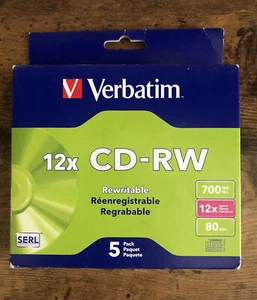 Verbatim
12x CD-RW
Rewritable
Réenregistrable
Regrabable
700 MB
12x
80 min
SERL
5 Pack
Paquet
Paquete